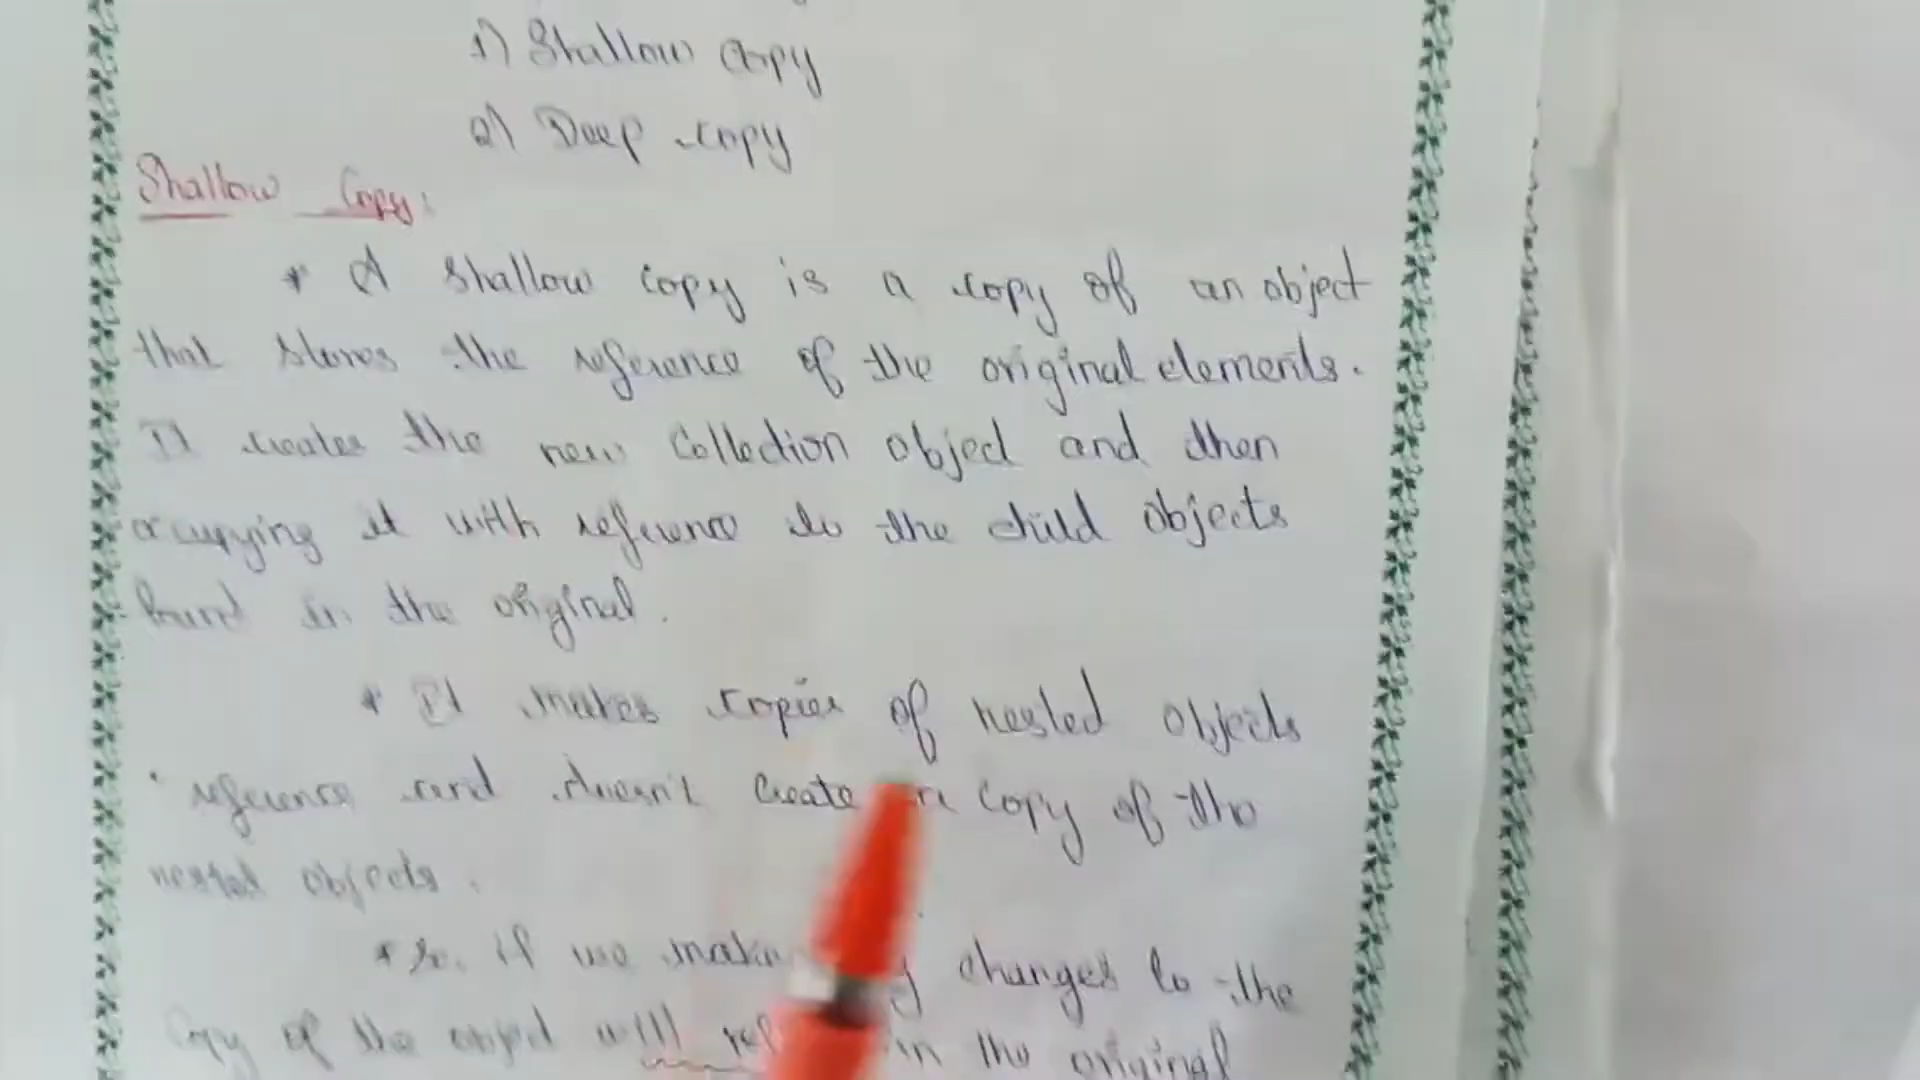 1) Shallow copy
2) Deep copy
Shallow Copy:
* A shallow copy is a copy of an object
that stores the reference of the original elements.
It creates the new Collection object and then
occupying it with reference to the child objects
found in the original.
* It makes copies of nested objects
reference and doesn't create a copy of the
nested objects.
* So, if we make changes to the
Copy of the object will in the original